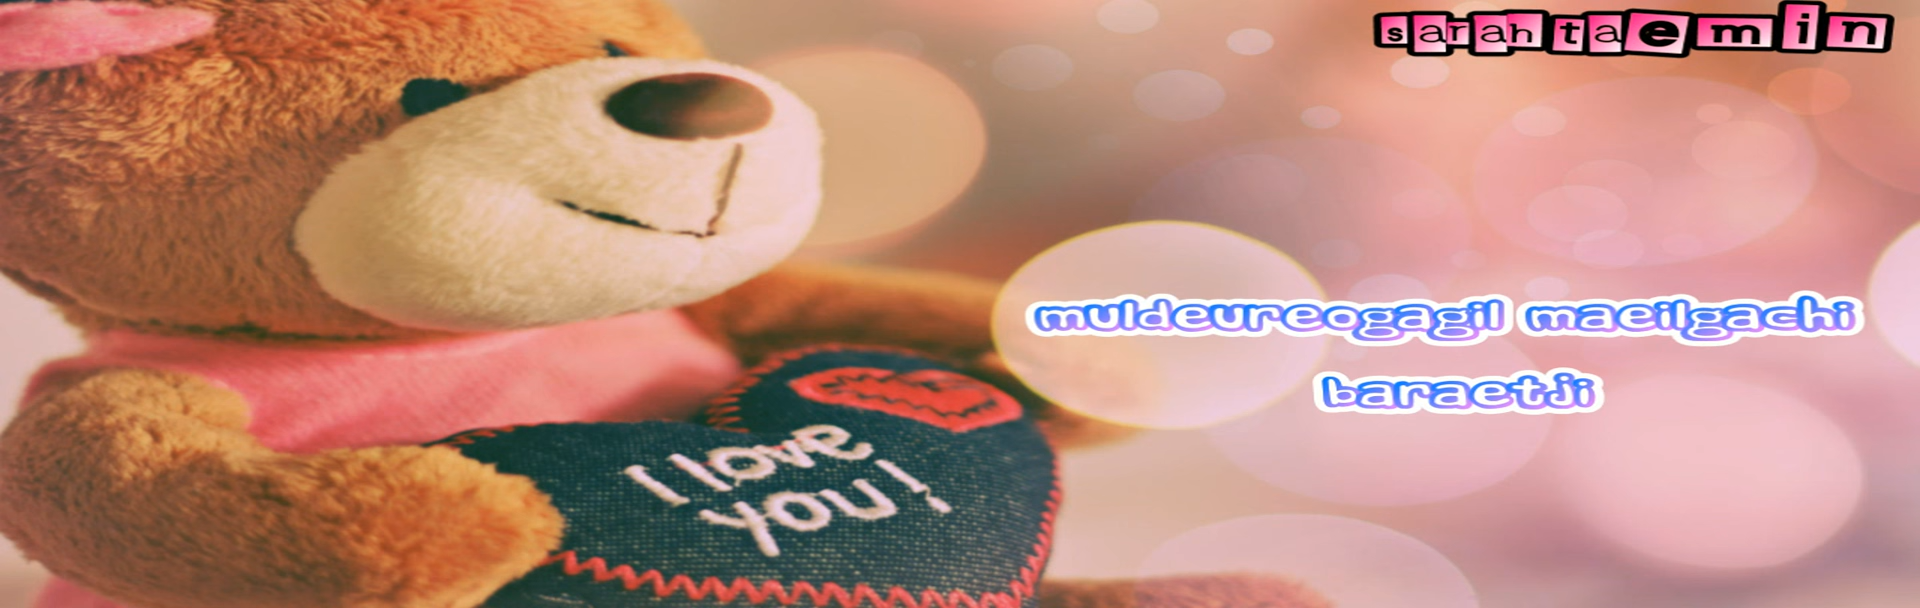 sarah taemin
muldeureogagil maeilgachi
baraetji
I love
you!